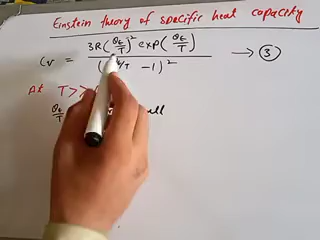 Einstein theory of specific heat capacity
Cv = 3R (θE/T)² exp (θE/T) / ( /T - 1)² → ③
At T >
θE/T